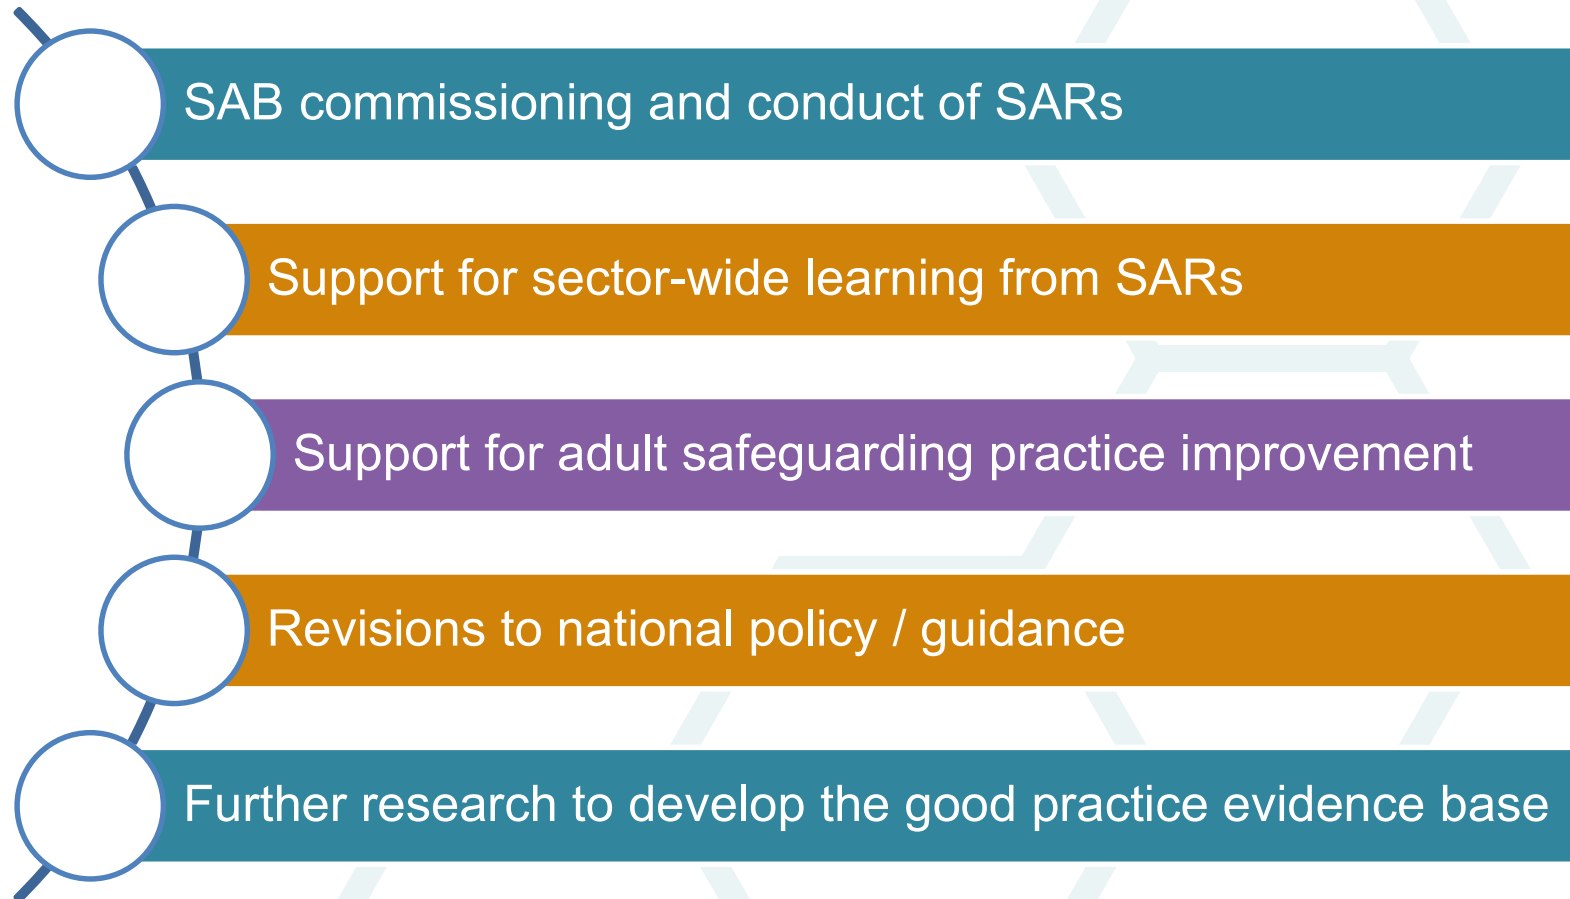 SAB commissioning and conduct of SARs
Support for sector-wide learning from SARs
Support for adult safeguarding practice improvement
Revisions to national policy / guidance
Further research to develop the good practice evidence base